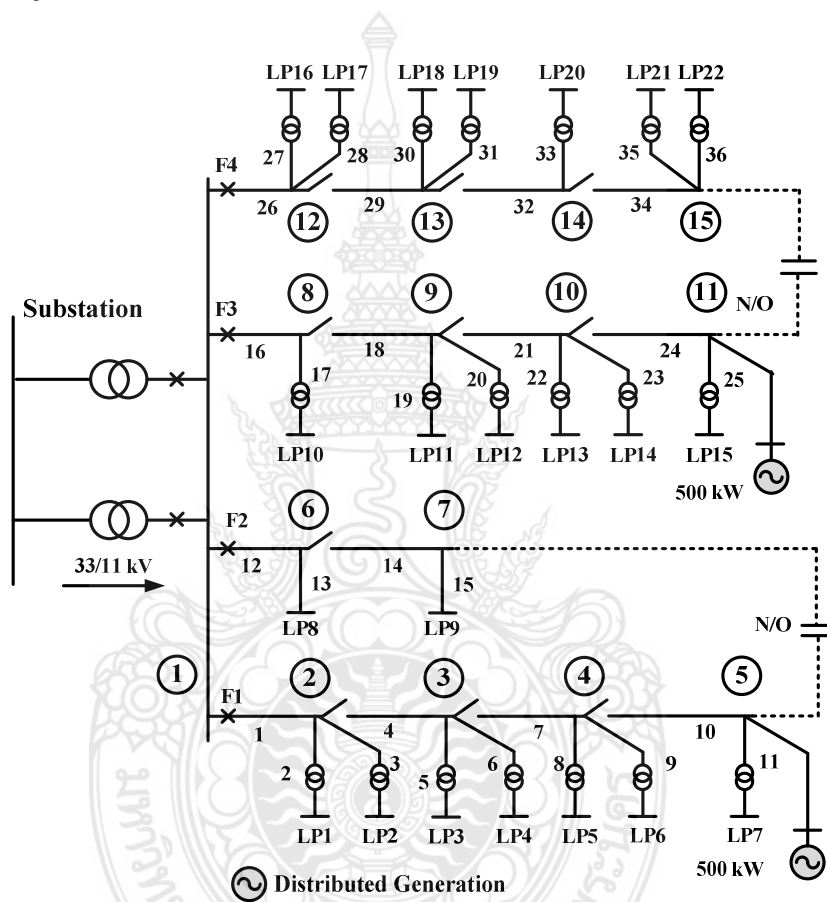 LP16 LP17 LP18 LP19 LP20 LP21 LP22
27 28 30 31 33 35 36
F4
26 29 32 34
12 13 14 15
8 9 10 11
Substation
F3
N/O
16 18 21 24
17 19 20 22 23 25
LP10 LP11 LP12 LP13 LP14 LP15
500 kW
6 7
F2
33/11 kV
12 14
13 15
LP8 LP9
N/O
1 2 3 4 5
F1
1 4 7 10
2 3 5 6 8 9 11
LP1 LP2 LP3 LP4 LP5 LP6 LP7
500 kW
Distributed Generation